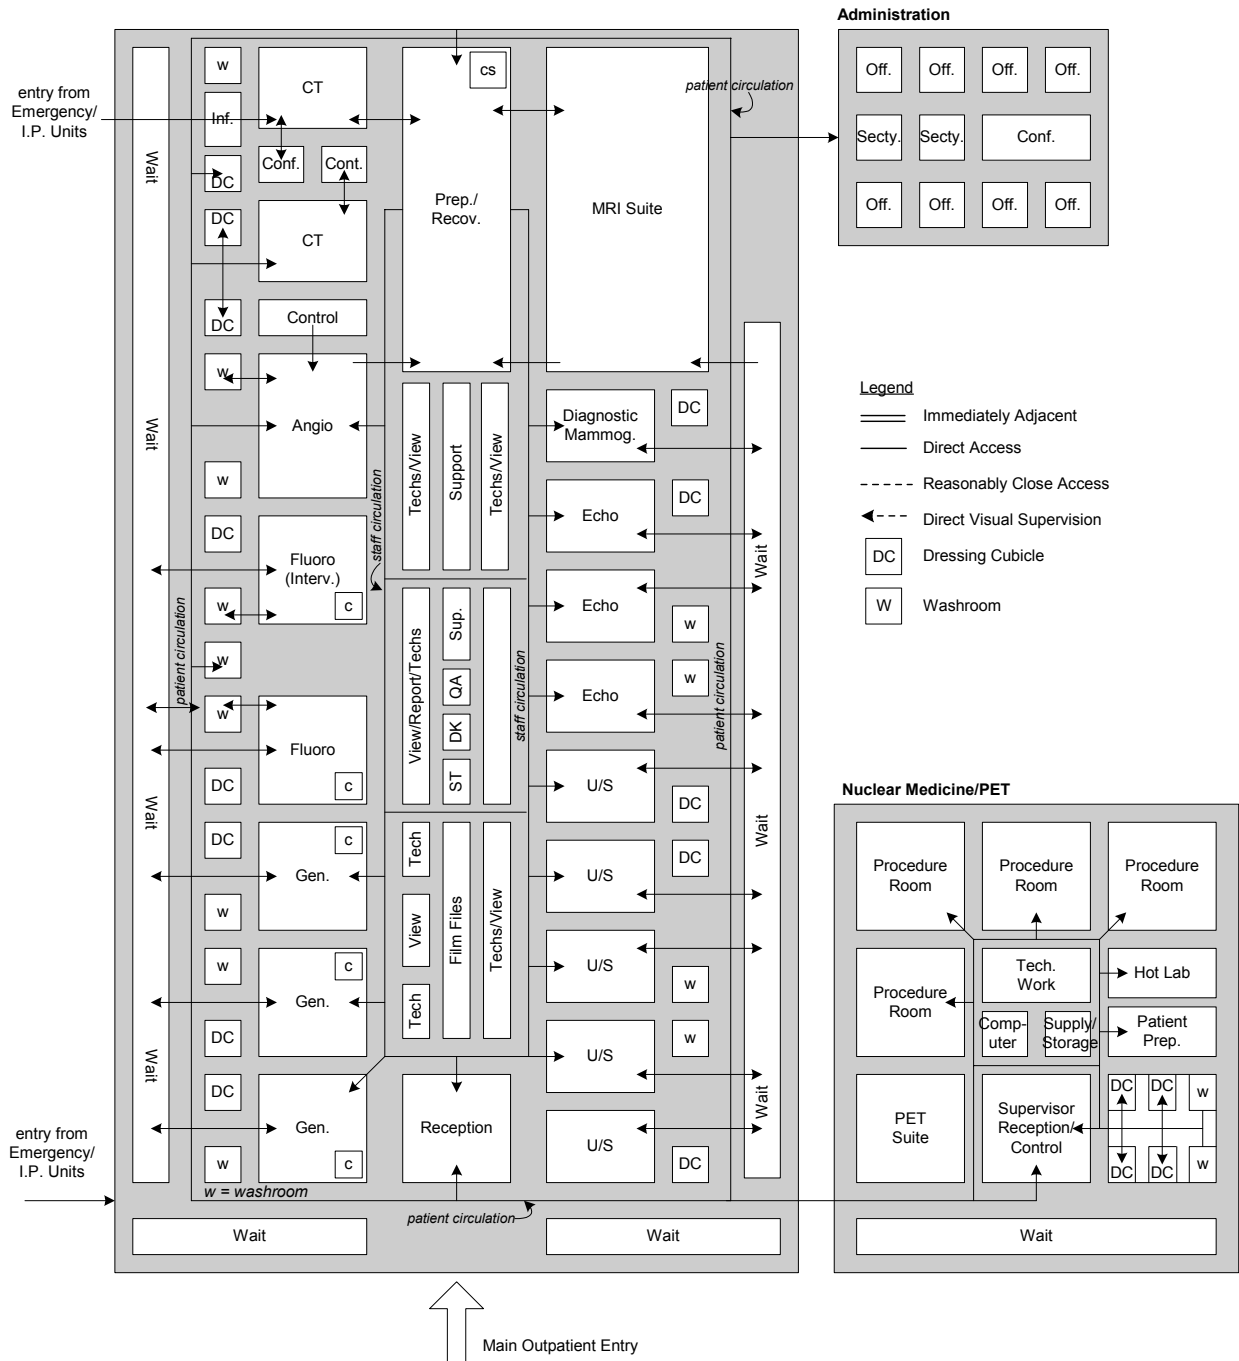 Administration
Off.
Off.
Off.
Off.
Secty.
Secty.
Conf.
Off.
Off.
Off.
Off.
entry from
Emergency/
I.P. Units
Wait
Wait
Wait
Wait
w
Inf.
DC
DC
DC
w
w
DC
w
w
w
DC
DC
w
w
DC
DC
w
CT
Conf.
Cont.
CT
Control
Angio
Fluoro
(Interv.)
c
Fluoro
c
c
Gen.
c
Gen.
Gen.
c
patient circulation
staff circulation
cs
Prep./
Recov.
Techs/View
Support
Techs/View
View/Report/Techs
Sup.
QA
DK
ST
Tech
View
Tech
Film Files
Techs/View
Reception
staff circulation
MRI Suite
Diagnostic
Mammog.
Echo
Echo
Echo
U/S
U/S
U/S
U/S
U/S
DC
DC
w
w
DC
DC
w
w
DC
patient circulation
patient circulation
Wait
Wait
Wait
entry from
Emergency/
I.P. Units
w = washroom
patient circulation
Wait
Wait
Main Outpatient Entry
Legend
Immediately Adjacent
Direct Access
Reasonably Close Access
Direct Visual Supervision
DC
Dressing Cubicle
W
Washroom
Nuclear Medicine/PET
Procedure
Room
Procedure
Room
Procedure
Room
Procedure
Room
Tech.
Work
Hot Lab
Comp-
uter
Supply/
Storage
Patient
Prep.
PET
Suite
Supervisor
Reception/
Control
DC
DC
w
DC
DC
w
Wait